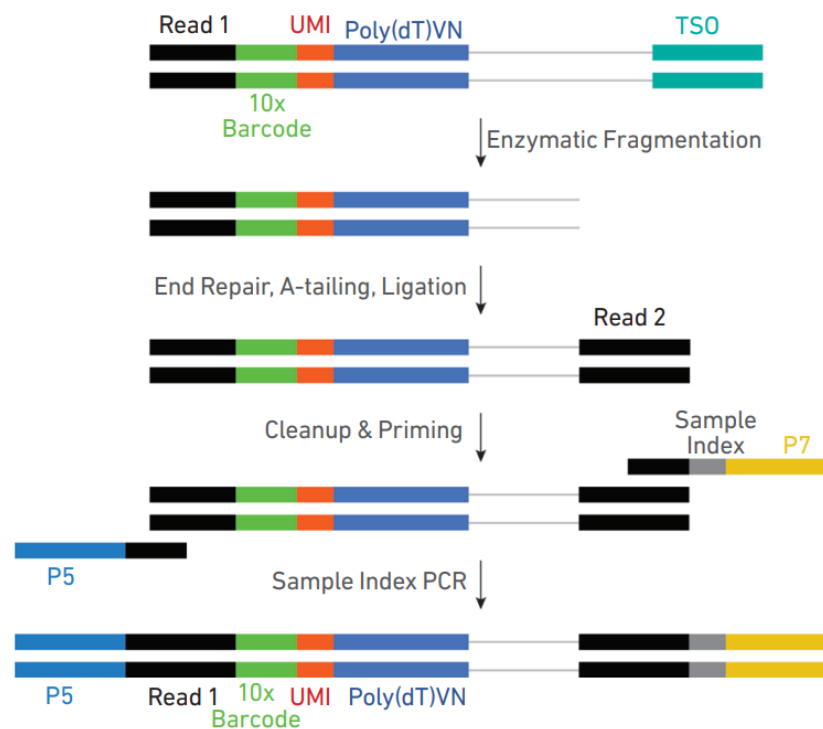 Read 1
UMI
Poly(dT)VN
TSO
10x
Barcode
Enzymatic Fragmentation
End Repair, A-tailing, Ligation
Read 2
Cleanup & Priming
Sample
Index
P7
P5
Sample Index PCR
P5
Read 1
10x
Barcode
UMI
Poly(dT)VN